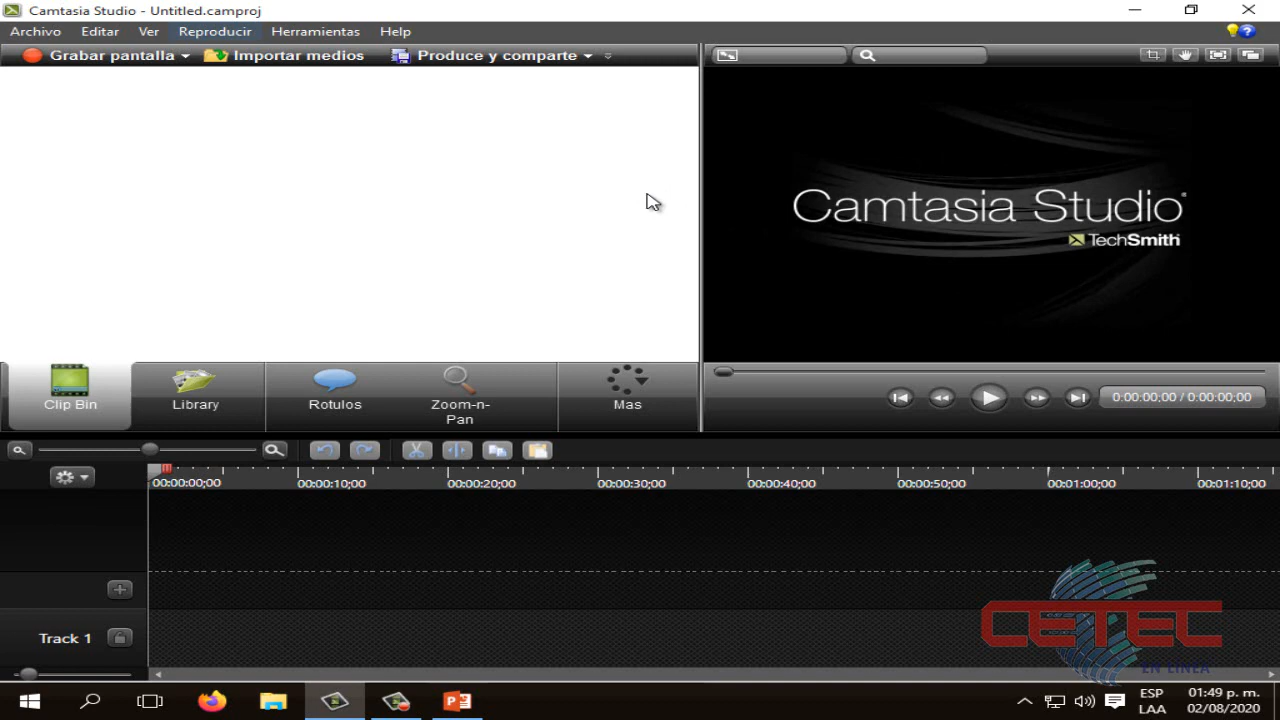 Camtasia Studio - Untitled.camproj
Archivo Editar Ver Reproducir Herramientas Help
Grabar pantalla Importar medios Produce y comparte
Camtasia Studio
TechSmith
Clip Bin Library Rotulos Zoom-n-
Pan Mas
0:00:00;00 / 0:00:00;00
00:00:00;00 00:00:10;00 00:00:20;00 00:00:30;00 00:00:40;00 00:00:50;00 00:01:00;00 00:01:10;00
Track 1
CETEC
EN LINEA
ESP 01:49 p. m.
LAA 02/08/2020